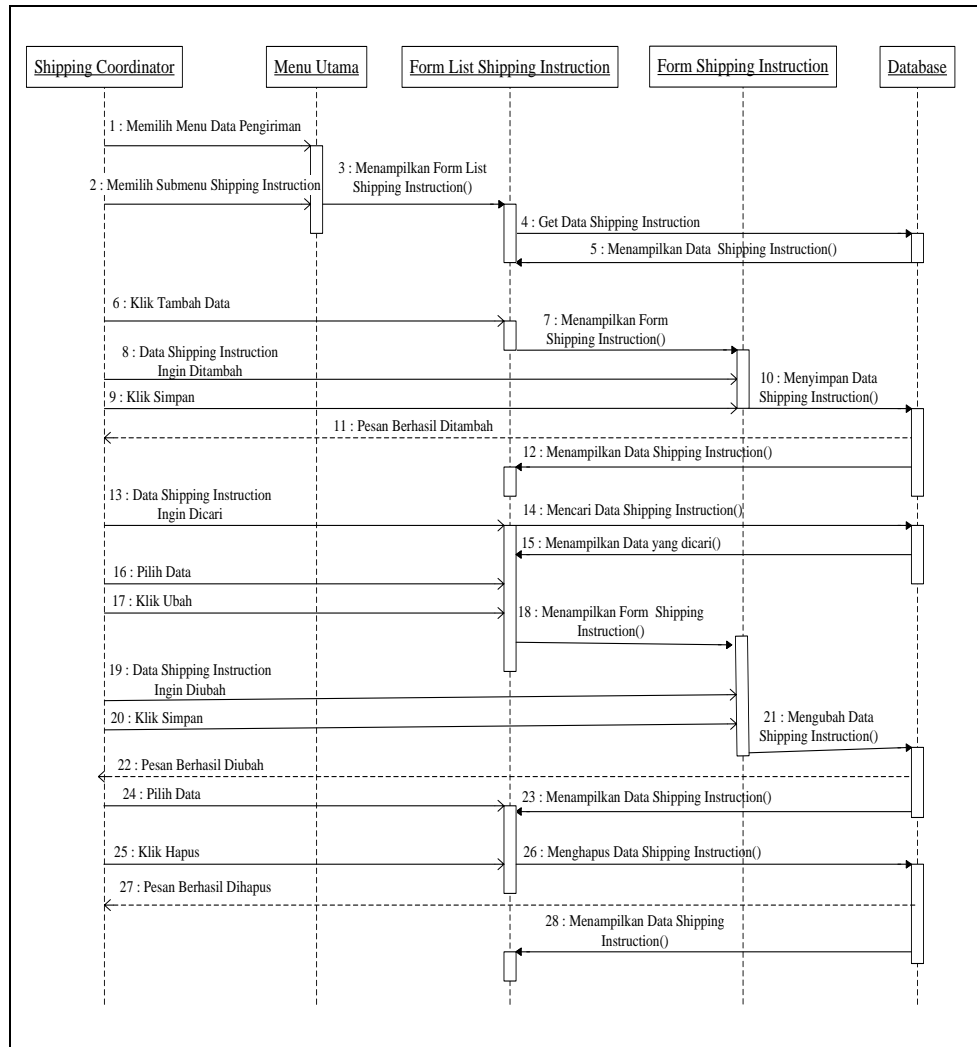 Shipping Coordinator
Menu Utama
Form List Shipping Instruction
Form Shipping Instruction
Database
1 : Memilih Menu Data Pengiriman
2 : Memilih Submenu Shipping Instruction
3 : Menampilkan Form List
Shipping Instruction()
4 : Get Data Shipping Instruction
5 : Menampilkan Data Shipping Instruction()
6 : Klik Tambah Data
7 : Menampilkan Form
Shipping Instruction()
8 : Data Shipping Instruction
Ingin Ditambah
9 : Klik Simpan
10 : Menyimpan Data
Shipping Instruction()
11 : Pesan Berhasil Ditambah
12 : Menampilkan Data Shipping Instruction()
13 : Data Shipping Instruction
Ingin Dicari
14 : Mencari Data Shipping Instruction()
15 : Menampilkan Data yang dicari()
16 : Pilih Data
17 : Klik Ubah
18 : Menampilkan Form Shipping
Instruction()
19 : Data Shipping Instruction
Ingin Diubah
20 : Klik Simpan
21 : Mengubah Data
Shipping Instruction()
22 : Pesan Berhasil Diubah
24 : Pilih Data
23 : Menampilkan Data Shipping Instruction()
25 : Klik Hapus
26 : Menghapus Data Shipping Instruction()
27 : Pesan Berhasil Dihapus
28 : Menampilkan Data Shipping
Instruction()